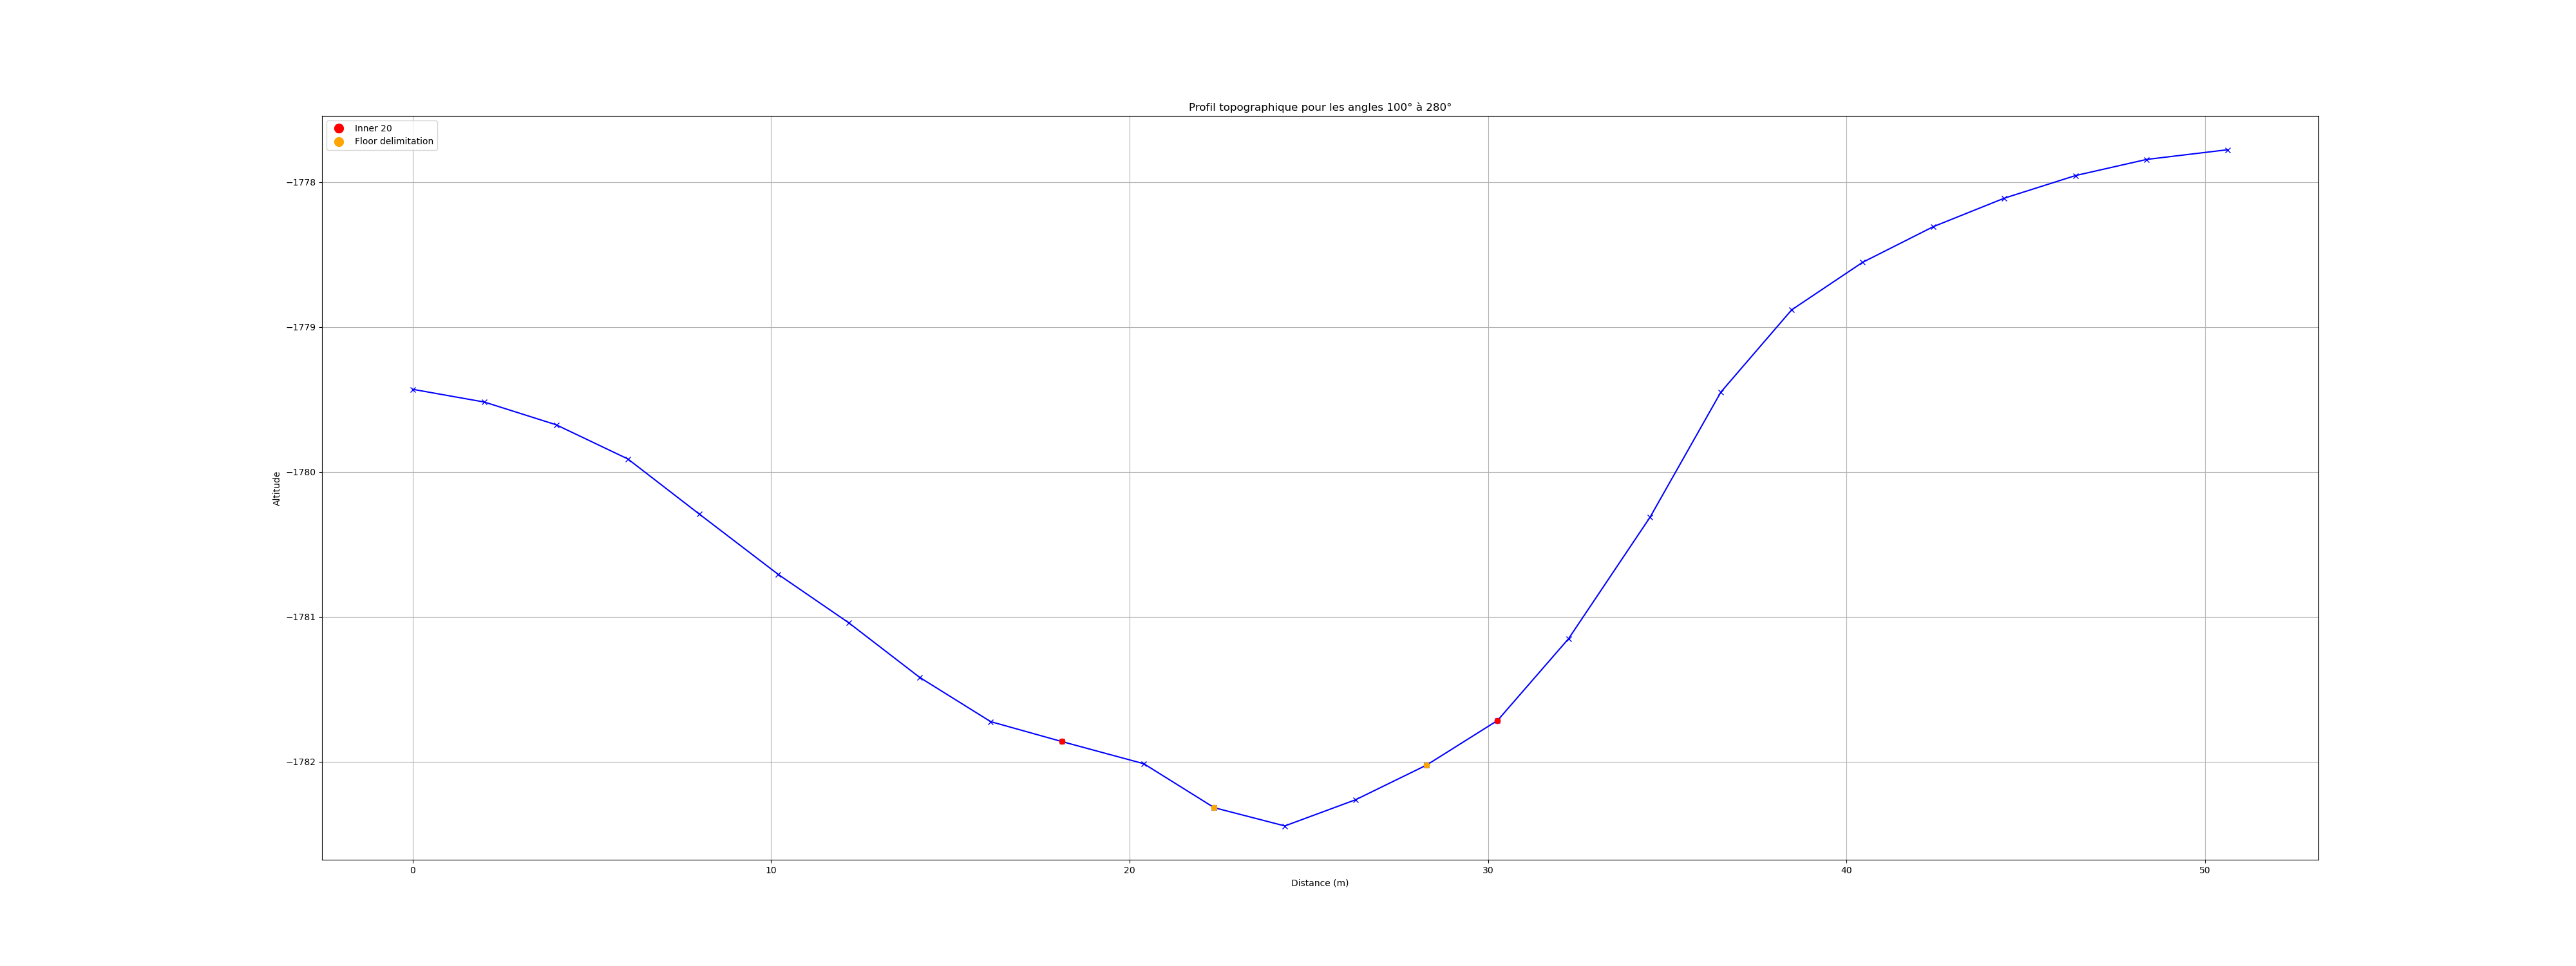 Profil topographique pour les angles 100° à 280°
Inner 20
Floor delimitation
−1778
−1779
−1780
−1781
−1782
Altitude
0 10 20 30 40 50
Distance (m)